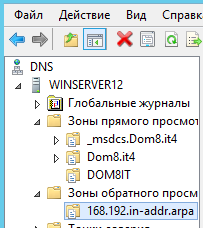 Файл Действие Вид Справка
DNS
WINSERVER12
Глобальные журналы
Зоны прямого просмот
_msdcs.Dom8.it4
Dom8.it4
DOM8IT
Зоны обратного просм
168.192.in-addr.arpa